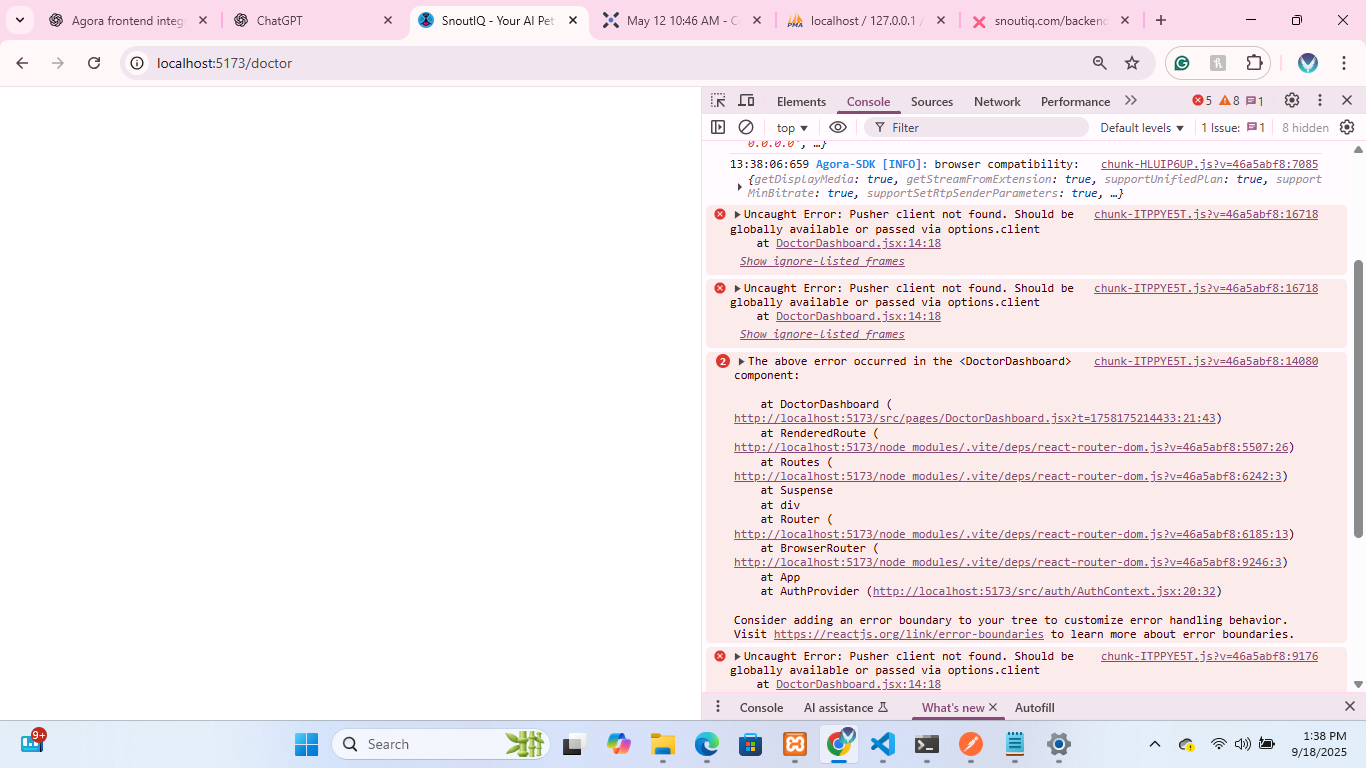 Agora frontend integ
ChatGPT
SnoutIQ - Your AI Pet
May 12 10:46 AM - C
localhost / 127.0.0.1 /
snoutiq.com/backend
localhost:5173/doctor
Elements
Console
Sources
Network
Performance
5
8
1
top
Filter
Default levels
1 Issue:
1
8 hidden
0.0.0.0', …}
13:38:06:659 Agora-SDK [INFO]: browser compatibility:
chunk-HLUIP6UP.js?v=46a5abf8:7085
{getDisplayMedia: true, getStreamFromExtension: true, supportUnifiedPlan: true, support
MinBitrate: true, supportSetRtpSenderParameters: true, …}
Uncaught Error: Pusher client not found. Should be
chunk-ITPPYE5T.js?v=46a5abf8:16718
globally available or passed via options.client
at DoctorDashboard.jsx:14:18
Show ignore-listed frames
Uncaught Error: Pusher client not found. Should be
chunk-ITPPYE5T.js?v=46a5abf8:16718
globally available or passed via options.client
at DoctorDashboard.jsx:14:18
Show ignore-listed frames
2
The above error occurred in the <DoctorDashboard>
chunk-ITPPYE5T.js?v=46a5abf8:14080
component:
at DoctorDashboard (
http://localhost:5173/src/pages/DoctorDashboard.jsx?t=1758175214433:21:43)
at RenderedRoute (
http://localhost:5173/node_modules/.vite/deps/react-router-dom.js?v=46a5abf8:5507:26)
at Routes (
http://localhost:5173/node_modules/.vite/deps/react-router-dom.js?v=46a5abf8:6242:3)
at Suspense
at div
at Router (
http://localhost:5173/node_modules/.vite/deps/react-router-dom.js?v=46a5abf8:6185:13)
at BrowserRouter (
http://localhost:5173/node_modules/.vite/deps/react-router-dom.js?v=46a5abf8:9246:3)
at App
at AuthProvider (http://localhost:5173/src/auth/AuthContext.jsx:20:32)
Consider adding an error boundary to your tree to customize error handling behavior.
Visit https://reactjs.org/link/error-boundaries to learn more about error boundaries.
Uncaught Error: Pusher client not found. Should be
chunk-ITPPYE5T.js?v=46a5abf8:9176
globally available or passed via options.client
at DoctorDashboard.jsx:14:18
Console
AI assistance
What's new
Autofill
9+
Search
1:38 PM
9/18/2025